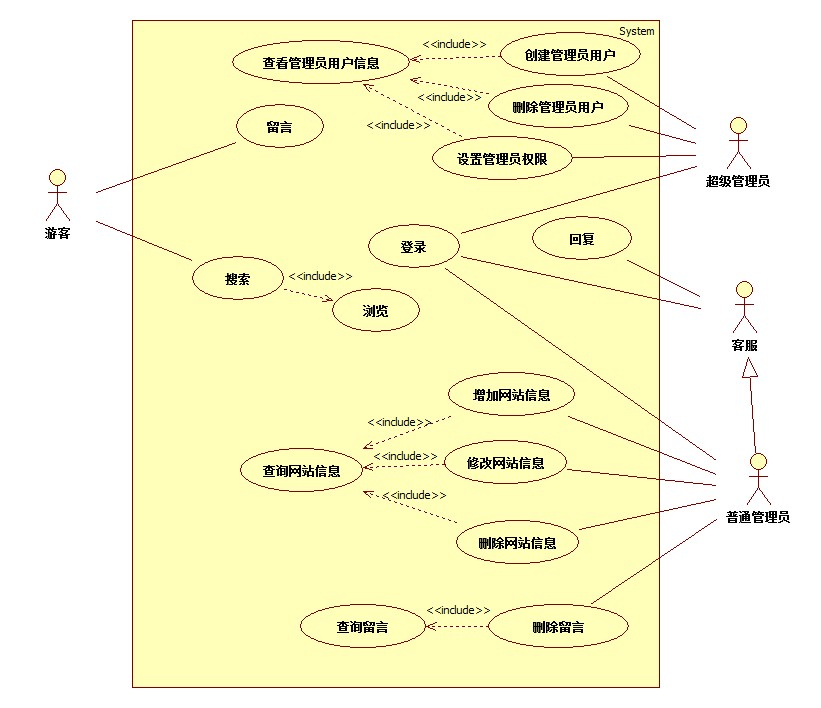 System
<<include>>
创建管理员用户
查看管理员用户信息
<<include>>
删除管理员用户
留言
<<include>>
设置管理员权限
超级管理员
游客
登录
回复
搜索
<<include>>
浏览
客服
增加网站信息
<<include>>
查询网站信息
<<include>>
修改网站信息
<<include>>
普通管理员
删除网站信息
<<include>>
查询留言
删除留言